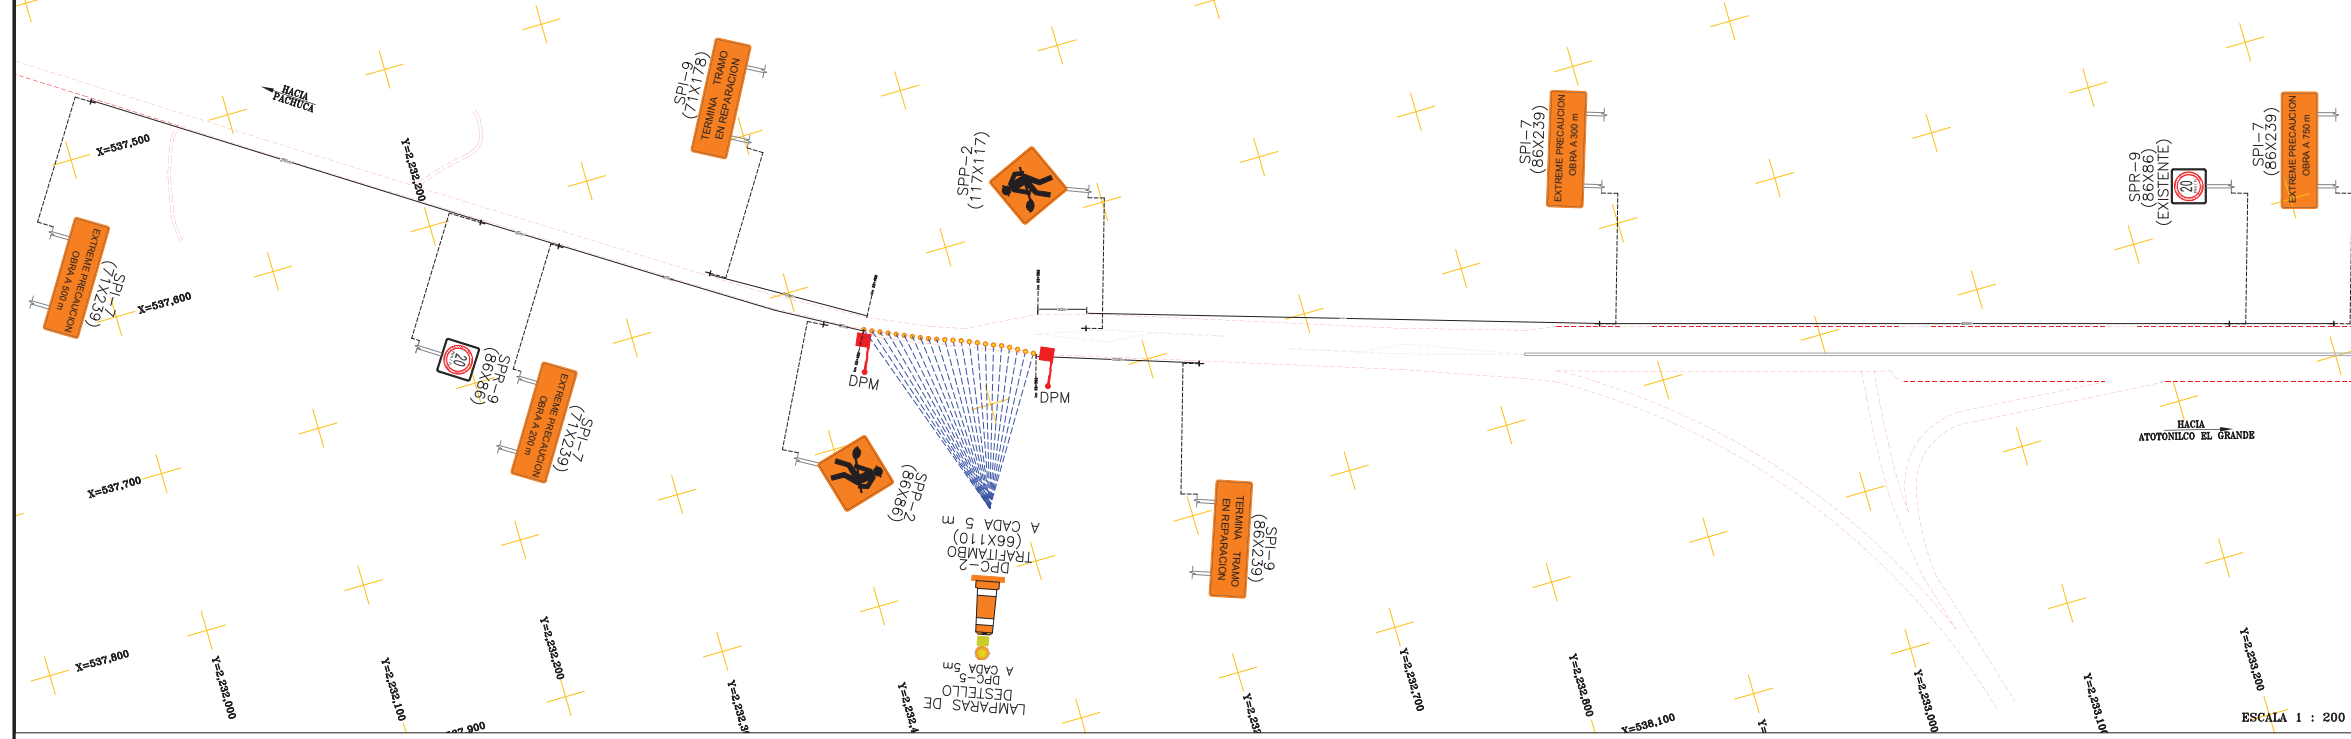 HACIA
PACHUCA
X=537,500
Y=2,232,200
SPI-9
(71X178)
TERMINA TRAMO
EN REPARACION
SPP-2
(117X117)
SPI-7
(86X239)
EXTREME PRECAUCION
OBRA A 300 m
SPR-9
(86X86)
(EXISTENTE)
20
SPI-7
(86X239)
EXTREME PRECAUCION
OBRA A 750 m
EXTREME PRECAUCION
OBRA A 500 m
SPI-7
(71X239)
X=537,600
20
SPR-9
(86X86)
EXTREME PRECAUCION
OBRA A 200 m
SPI-7
(71X239)
DPM
DPM
HACIA
ATOTONILCO EL GRANDE
X=537,700
SPP-2
(86X86)
DPC-2
TRAFITAMBO
(66X110)
A CADA 5 m
TERMINA TRAMO
EN REPARACION
SPI-9
(86X239)
LAMPARAS DE
DESTELLO
DPC-5
A CADA 5m
X=537,800
Y=2,232,000
Y=2,232,100
Y=2,232,200
Y=2,232,700
Y=2,232,800
Y=2,233,000
Y=2,233,200
X=538,100
ESCALA 1 : 200